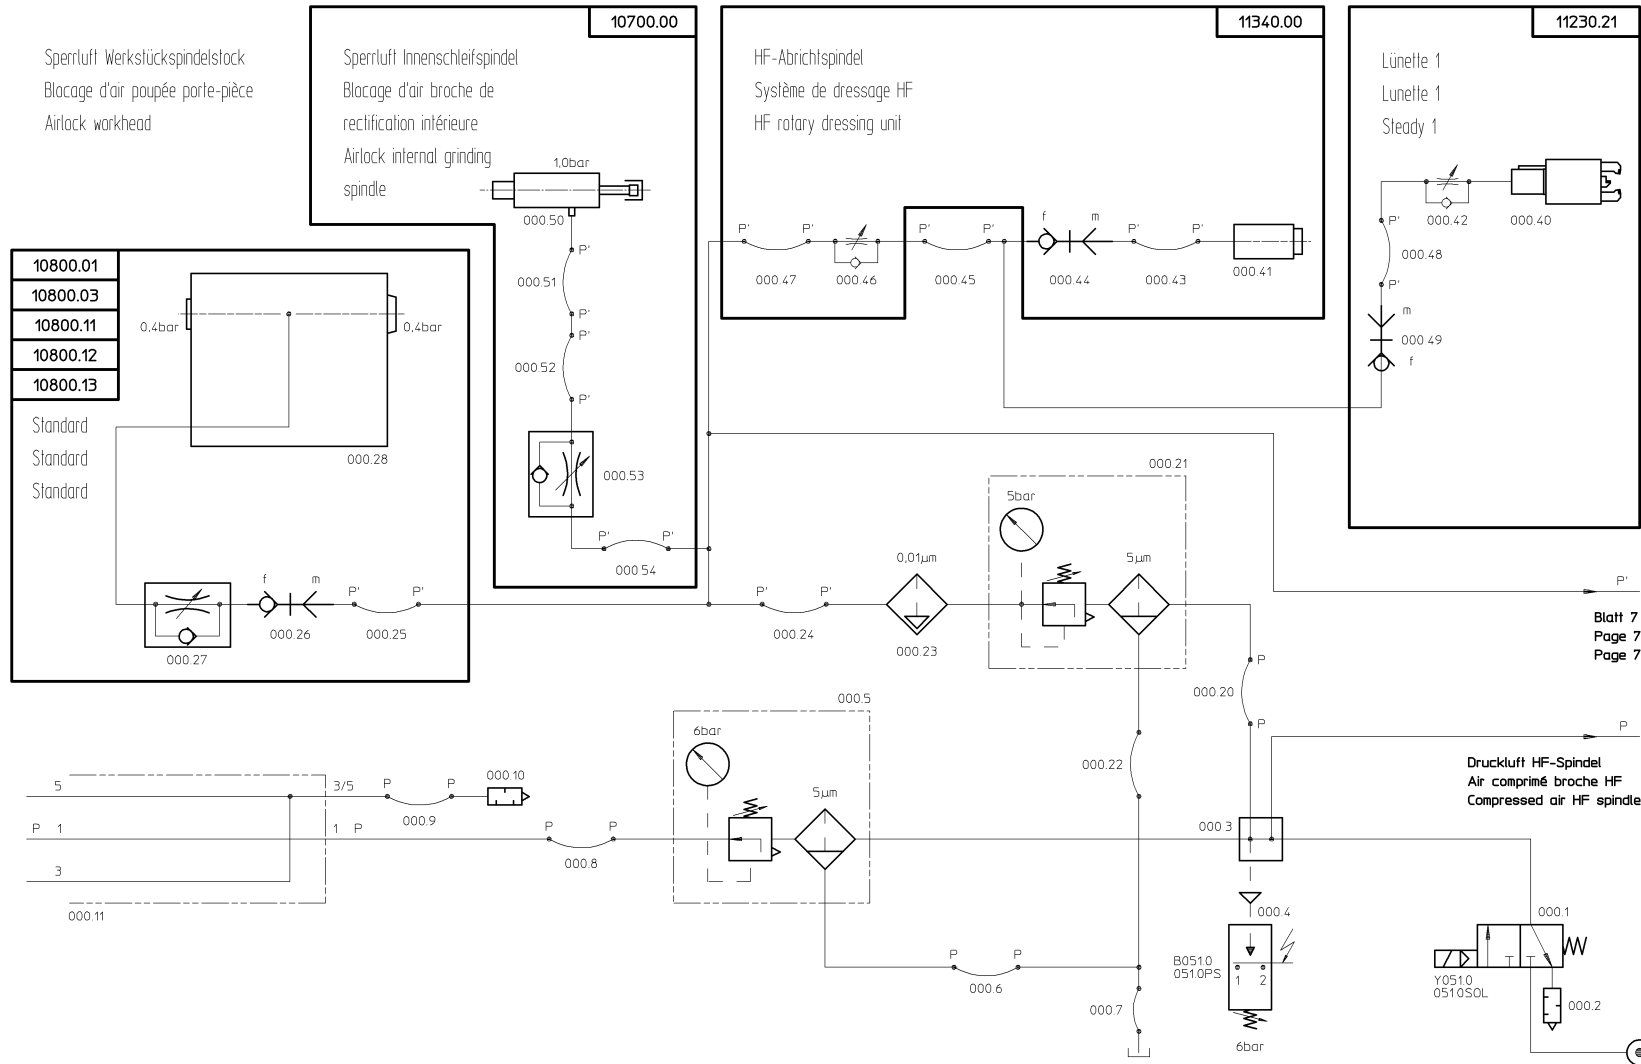 10700.00
11340.00
11230.21
Sperrluft Werkstückspindelstock
Blocage d'air poupée porte-pièce
Airlock workhead
Sperrluft Innenschleifspindel
Blocage d'air broche de
rectification intérieure
Airlock internal grinding
spindle
1,0bar
000.50
P'
000.51
P'
P'
000.52
P'
000.53
P'
P'
000 54
HF-Abrichtspindel
Système de dressage HF
HF rotary dressing unit
P'
P'
000.47
000.46
P'
P'
000.45
f
m
000.44
P'
P'
000.43
000.41
Lünette 1
Lunette 1
Steady 1
000.42
000.40
P'
000.48
P'
m
000 49
f
10800.01
10800.03
10800.11
10800.12
10800.13
0,4bar
0,4bar
Standard
Standard
Standard
000.28
f
m
P'
P'
000.27
000.26
000.25
P'
P'
000.24
0,01µm
000.23
000.21
5bar
5µm
P'
Blatt 7
Page 7
Page 7
P
000.20
P
P
Druckluft HF-Spindel
Air comprimé broche HF
Compressed air HF spindle
000.22
000.5
6bar
5µm
5
3/5
P
P
000.10
000.9
P 1
1 P
P
P
000.8
3
000.11
000 3
000.4
B051.0
051.0PS
1 2
6bar
000.1
Y051.0
051.0SOL
000.2
P
P
000.6
000.7